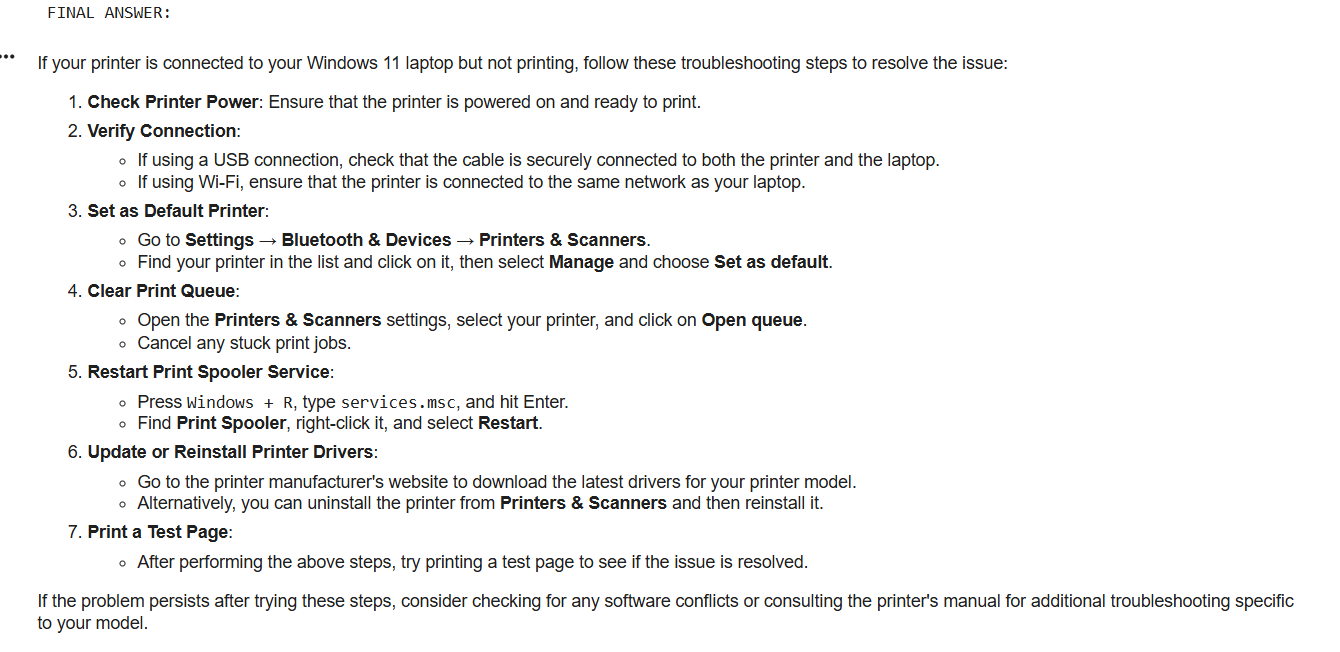 FINAL ANSWER:
If your printer is connected to your Windows 11 laptop but not printing, follow these troubleshooting steps to resolve the issue:
1. Check Printer Power: Ensure that the printer is powered on and ready to print.
2. Verify Connection:
◦ If using a USB connection, check that the cable is securely connected to both the printer and the laptop.
◦ If using Wi-Fi, ensure that the printer is connected to the same network as your laptop.
3. Set as Default Printer:
◦ Go to Settings → Bluetooth & Devices → Printers & Scanners.
◦ Find your printer in the list and click on it, then select Manage and choose Set as default.
4. Clear Print Queue:
◦ Open the Printers & Scanners settings, select your printer, and click on Open queue.
◦ Cancel any stuck print jobs.
5. Restart Print Spooler Service:
◦ Press Windows + R, type services.msc, and hit Enter.
◦ Find Print Spooler, right-click it, and select Restart.
6. Update or Reinstall Printer Drivers:
◦ Go to the printer manufacturer's website to download the latest drivers for your printer model.
◦ Alternatively, you can uninstall the printer from Printers & Scanners and then reinstall it.
7. Print a Test Page:
◦ After performing the above steps, try printing a test page to see if the issue is resolved.
If the problem persists after trying these steps, consider checking for any software conflicts or consulting the printer's manual for additional troubleshooting specific
to your model.